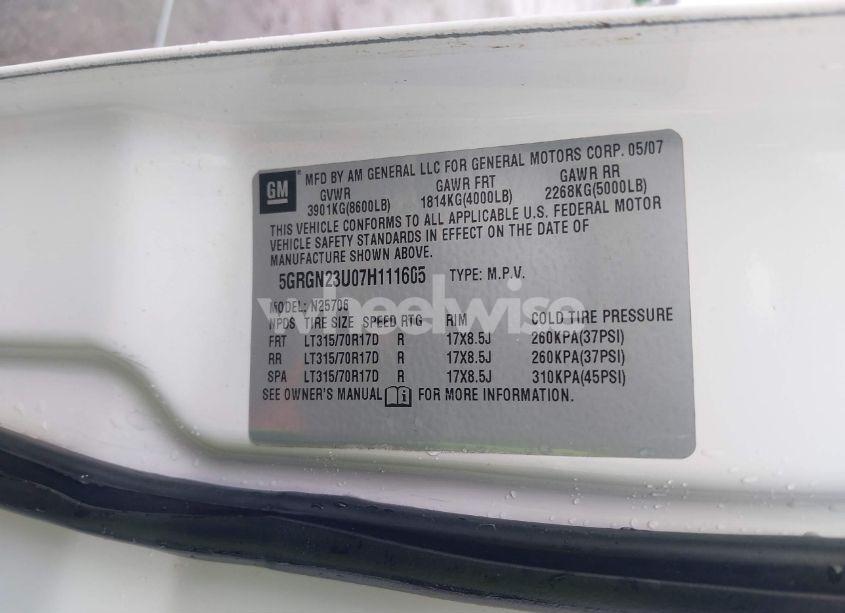 GM
MFD BY AM GENERAL LLC FOR GENERAL MOTORS CORP. 05/07
GVWR GAWR FRT GAWR RR
3901KG(8600LB) 1814KG(4000LB) 2268KG(5000LB)
THIS VEHICLE CONFORMS TO ALL APPLICABLE U.S. FEDERAL MOTOR
VEHICLE SAFETY STANDARDS IN EFFECT ON THE DATE OF
MANUFACTURE SHOWN ABOVE.
5GRGN23U07H111605 TYPE: M.P.V.
MODEL: N25706
wheelwise
NPDS TIRE SIZE SPEED RTG RIM COLD TIRE PRESSURE
FRT LT315/70R17D R 17X8.5J 260KPA(37PSI)
RR LT315/70R17D R 17X8.5J 260KPA(37PSI)
SPA LT315/70R17D R 17X8.5J 310KPA(45PSI)
SEE OWNER'S MANUAL FOR MORE INFORMATION.